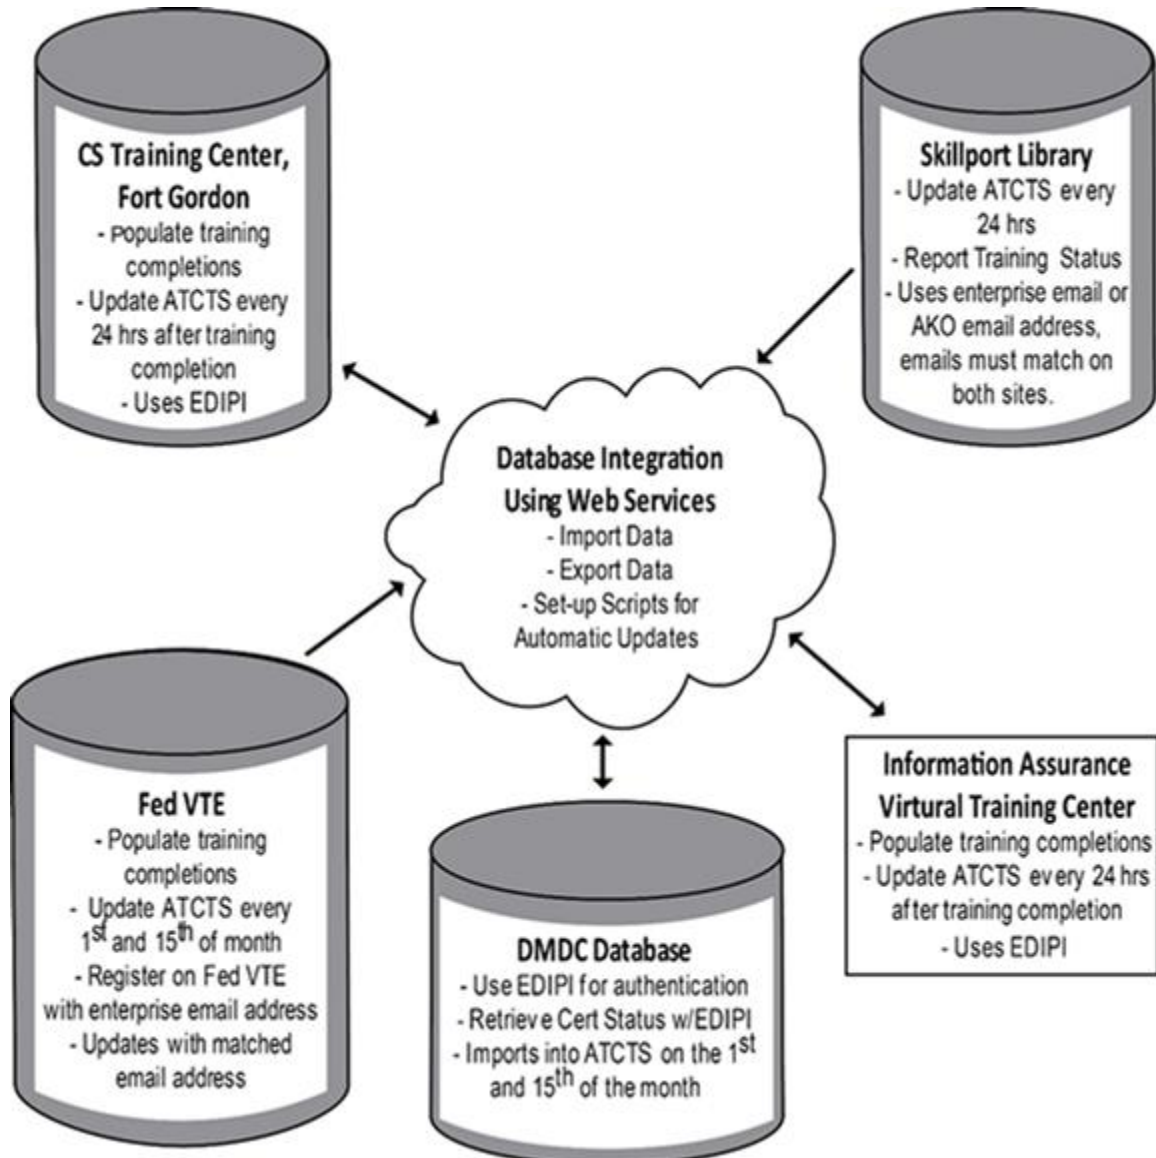 CS Training Center,
Fort Gordon
- Populate training
completions
- Update ATCTS every
24 hrs after training
completion
- Uses EDIPI
Skillport Library
- Update ATCTS every
24 hrs
- Report Training Status
- Uses enterprise email or
AKO email address,
emails must match on
both sites.
Database Integration
Using Web Services
- Import Data
- Export Data
- Set-up Scripts for
Automatic Updates
Fed VTE
- Populate training
completions
- Update ATCTS every
1st and 15th of month
- Register on Fed VTE
with enterprise email address
- Updates with matched
email address
DMDC Database
- Use EDIPI for authentication
- Retrieve Cert Status w/EDIPI
- Imports into ATCTS on the 1st
and 15th of the month
Information Assurance
Virtural Training Center
- Populate training completions
- Update ATCTS every 24 hrs
after training completion
- Uses EDIPI